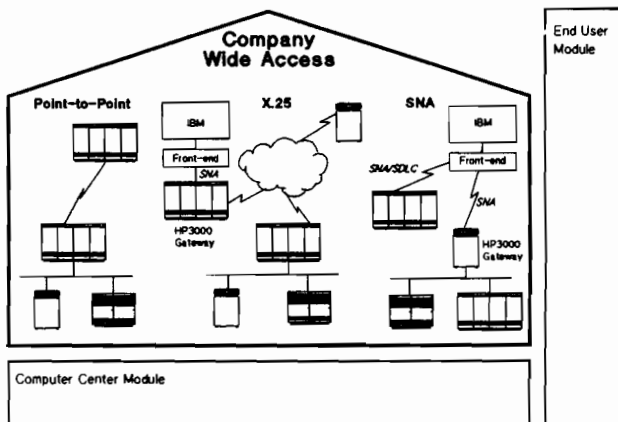 Company
Wide Access
End User
Module
Point-to-Point
X.25
SNA
IBM
Front-end
SNA
HP3000
Gateway
IBM
Front-end
SNA/SDLC
SNA
HP3000
Gateway
Computer Center Module